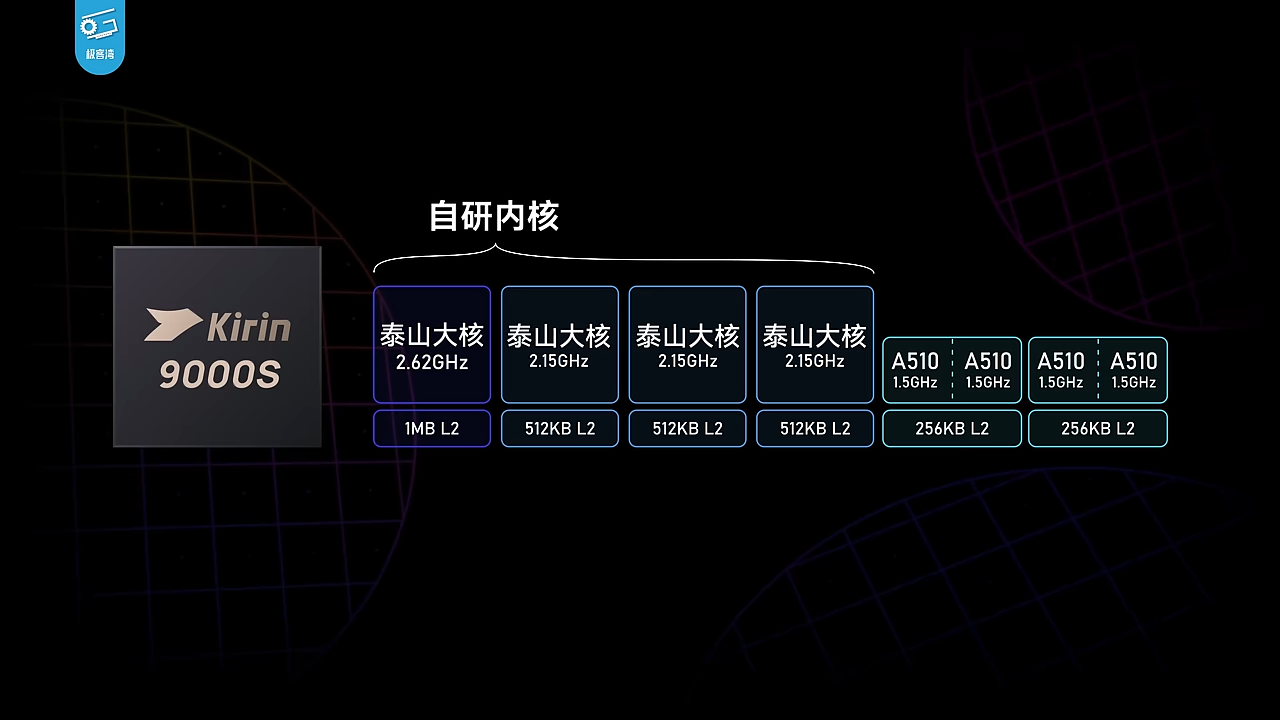 极客湾
自研内核
Kirin
9000S
泰山大核
2.62GHz
1MB L2
泰山大核
2.15GHz
512KB L2
泰山大核
2.15GHz
512KB L2
泰山大核
2.15GHz
512KB L2
A510
1.5GHz
A510
1.5GHz
256KB L2
A510
1.5GHz
A510
1.5GHz
256KB L2